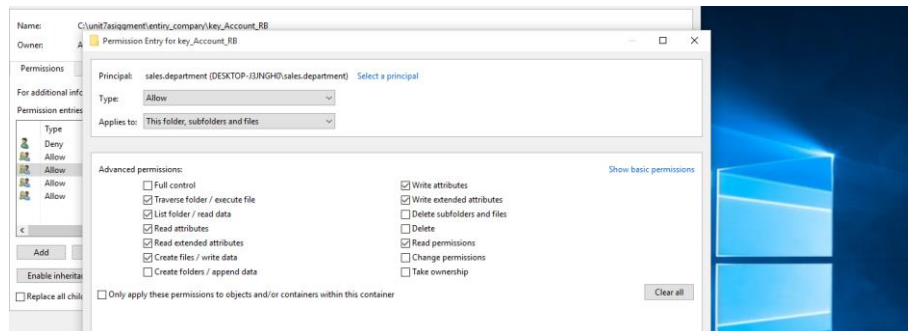 Name: C:\unit7asiggment\entiry_compary\key_Account_RB
Owner: A
Permission Entry for key_Account_RB
Permissions
For additional info
Permission entries
Type
Deny
Allow
Allow
Allow
Allow
Add
Enable inherita
Replace all chil
Principal: sales.department (DESKTOP-J3JNGH0\sales.department) Select a principal
Type: Allow
Applies to: This folder, subfolders and files
Advanced permissions: Show basic permissions
Full control Write attributes
Traverse folder / execute file Write extended attributes
List folder / read data Delete subfolders and files
Read attributes Delete
Read extended attributes Read permissions
Create files / write data Change permissions
Create folders / append data Take ownership
Only apply these permissions to objects and/or containers within this container Clear all